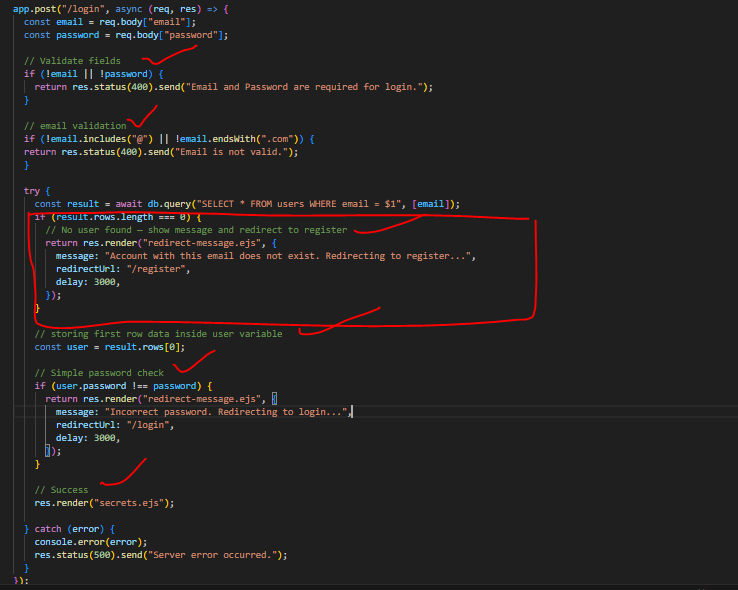 app.post("/login", async (req, res) => {
const email = req.body["email"];
const password = req.body["password"];
// Validate fields
if (!email || !password) {
return res.status(400).send("Email and Password are required for login.");
}
// email validation
if (!email.includes("@") || !email.endsWith(".com")) {
return res.status(400).send("Email is not valid.");
}
try {
const result = await db.query("SELECT * FROM users WHERE email = $1", [email]);
if (result.rows.length === 0) {
// No user found — show message and redirect to register
return res.render("redirect-message.ejs", {
message: "Account with this email does not exist. Redirecting to register...",
redirectUrl: "/register",
delay: 3000,
});
}
// storing first row data inside user variable
const user = result.rows[0];
// Simple password check
if (user.password !== password) {
return res.render("redirect-message.ejs", {
message: "Incorrect password. Redirecting to login...",
redirectUrl: "/login",
delay: 3000,
});
}
// Success
res.render("secrets.ejs");
} catch (error) {
console.error(error);
res.status(500).send("Server error occurred.");
}
});